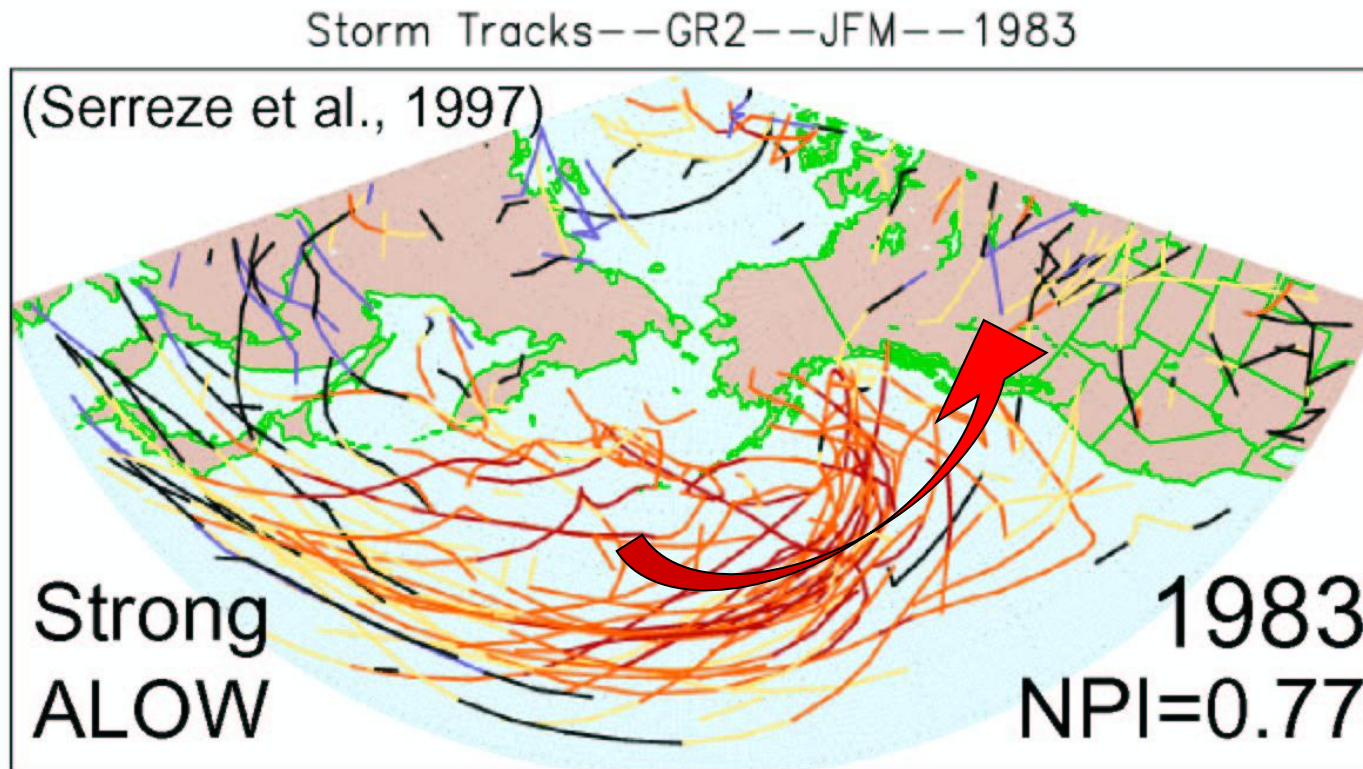 Storm Tracks--GR2--JFM--1983
(Serreze et al., 1997)
Strong
ALOW
1983
NPI=0.77